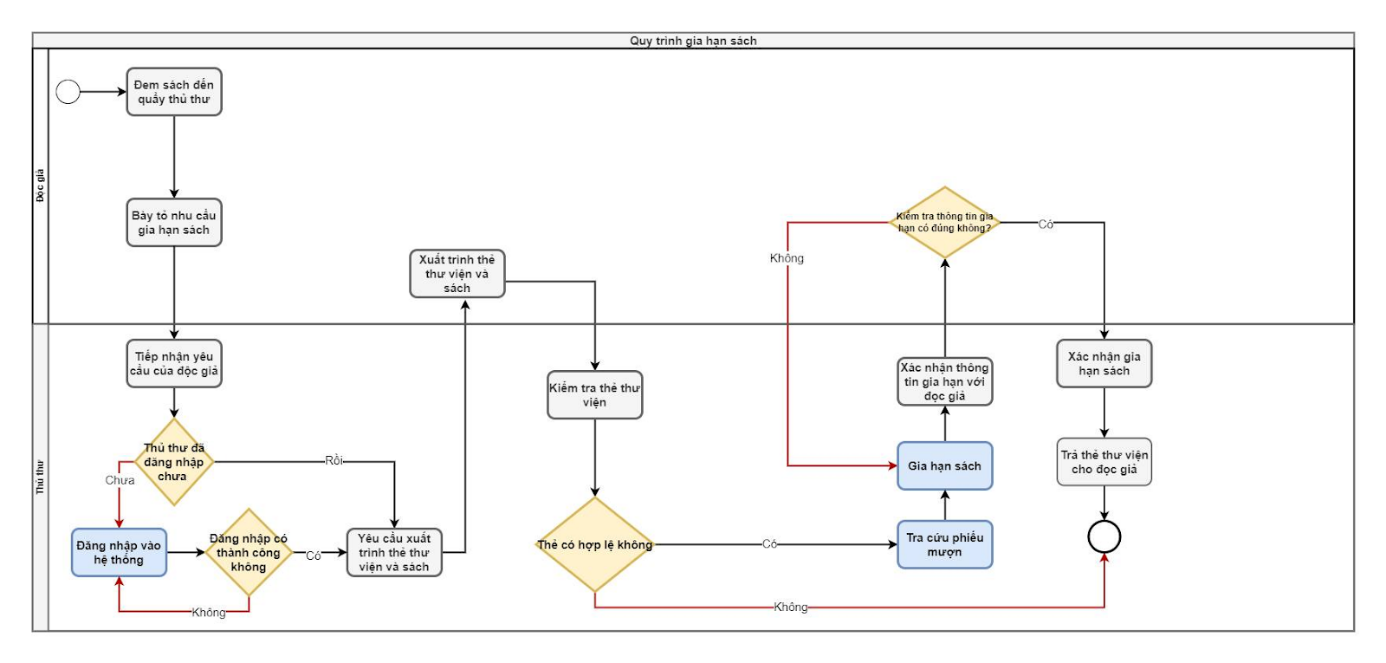 Quy trình gia hạn sách
Độc giả
Đem sách đến
quầy thủ thư
Bày tỏ nhu cầu
gia hạn sách
Xuất trình thẻ
thư viện và
sách
Kiểm tra thông tin gia
hạn có đúng không?
Có
Không
Thủ thư
Tiếp nhận yêu
cầu của độc giả
Thủ thư đã
đăng nhập
chưa
Rồi
Chưa
Đăng nhập vào
hệ thống
Đăng nhập có
thành công
không
Có
Không
Yêu cầu xuất
trình thẻ thư
viện và sách
Kiểm tra thẻ thư
viện
Thẻ có hợp lệ không
Có
Không
Tra cứu phiếu
mượn
Gia hạn sách
Xác nhận thông
tin gia hạn với
đọc giả
Xác nhận gia
hạn sách
Trả thẻ thư viện
cho đọc giả